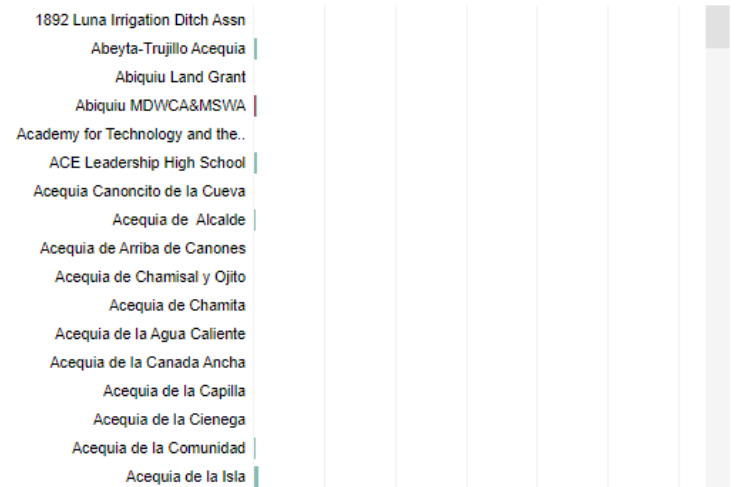 1892 Luna Irrigation Ditch Assn
Abeyta-Trujillo Acequia
Abiquiu Land Grant
Abiquiu MDWCA&MSWA
Academy for Technology and the..
ACE Leadership High School
Acequia Canoncito de la Cueva
Acequia de Alcalde
Acequia de Arriba de Canones
Acequia de Chamisal y Ojito
Acequia de Chamita
Acequia de la Agua Caliente
Acequia de la Canada Ancha
Acequia de la Capilla
Acequia de la Cienega
Acequia de la Comunidad
Acequia de la Isla